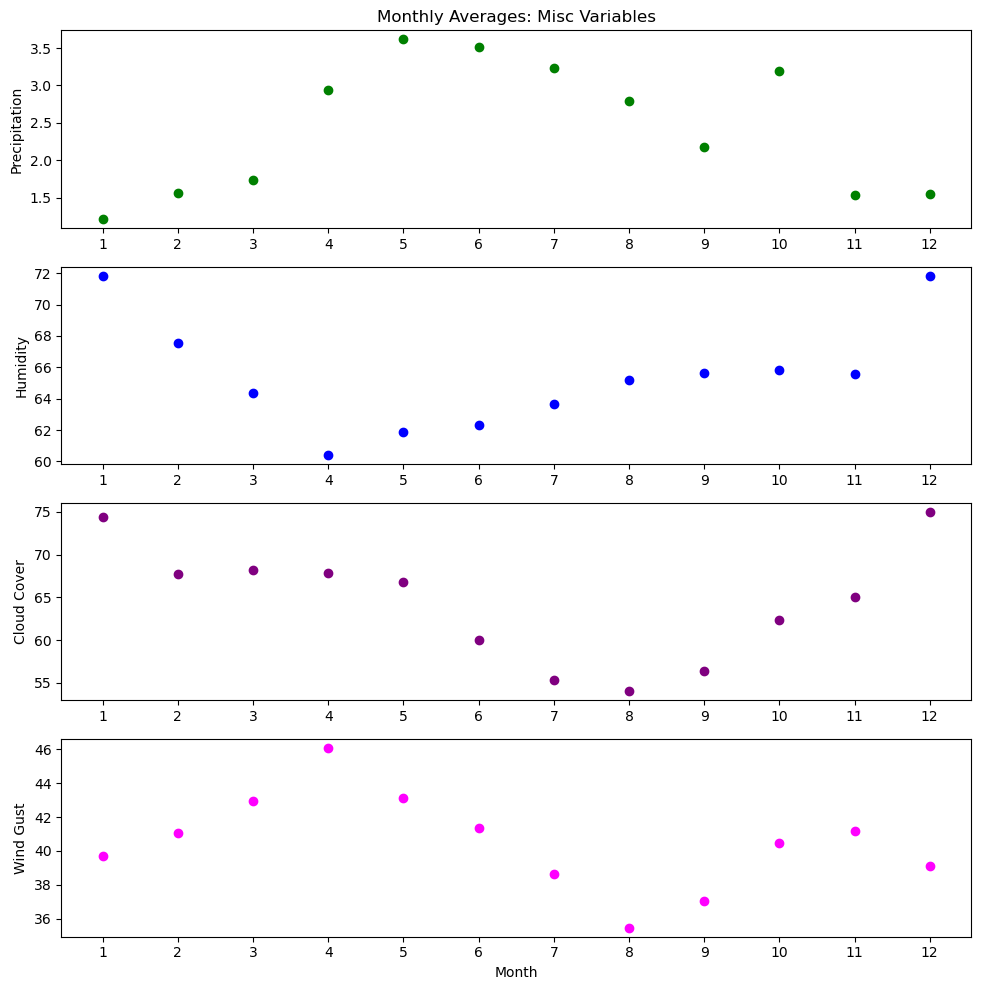 Monthly Averages: Misc Variables
Precipitation
3.5
3.0
2.5
2.0
1.5
1 2 3 4 5 6 7 8 9 10 11 12
Humidity
72
70
68
66
64
62
60
1 2 3 4 5 6 7 8 9 10 11 12
Cloud Cover
75
70
65
60
55
1 2 3 4 5 6 7 8 9 10 11 12
Wind Gust
46
44
42
40
38
36
1 2 3 4 5 6 7 8 9 10 11 12
Month